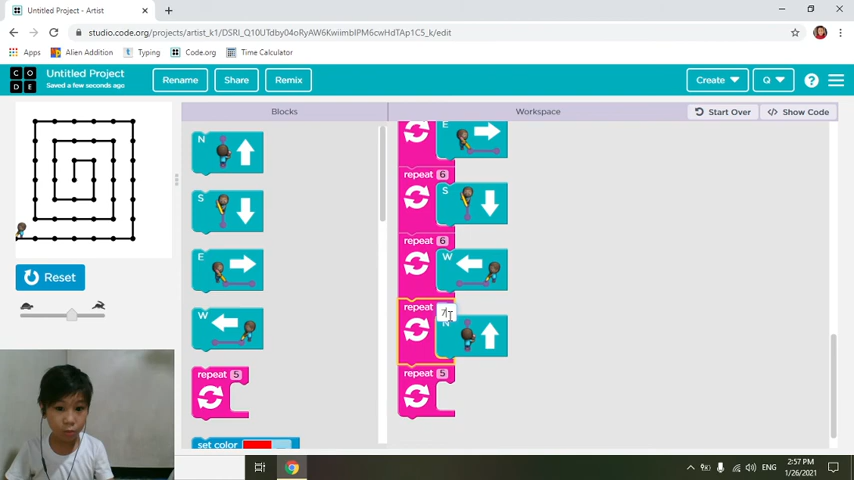 Untitled Project - Artist
studio.code.org/projects/artist_k1/DSRI_Q10UTdby04oRyAW6KwiimbIPM6cwHdTAp1C5_k/edit
Apps Alien Addition Typing Code.org Time Calculator
C O
D E
Untitled Project
Saved a few seconds ago
Rename
Share
Remix
Create
Q
?
Blocks
Workspace
Start Over
Show Code
N
S
E
W
repeat 5
set color
Reset
E
repeat 6
S
repeat 6
W
repeat 7
N
repeat 5
ENG
2:57 PM
1/26/2021